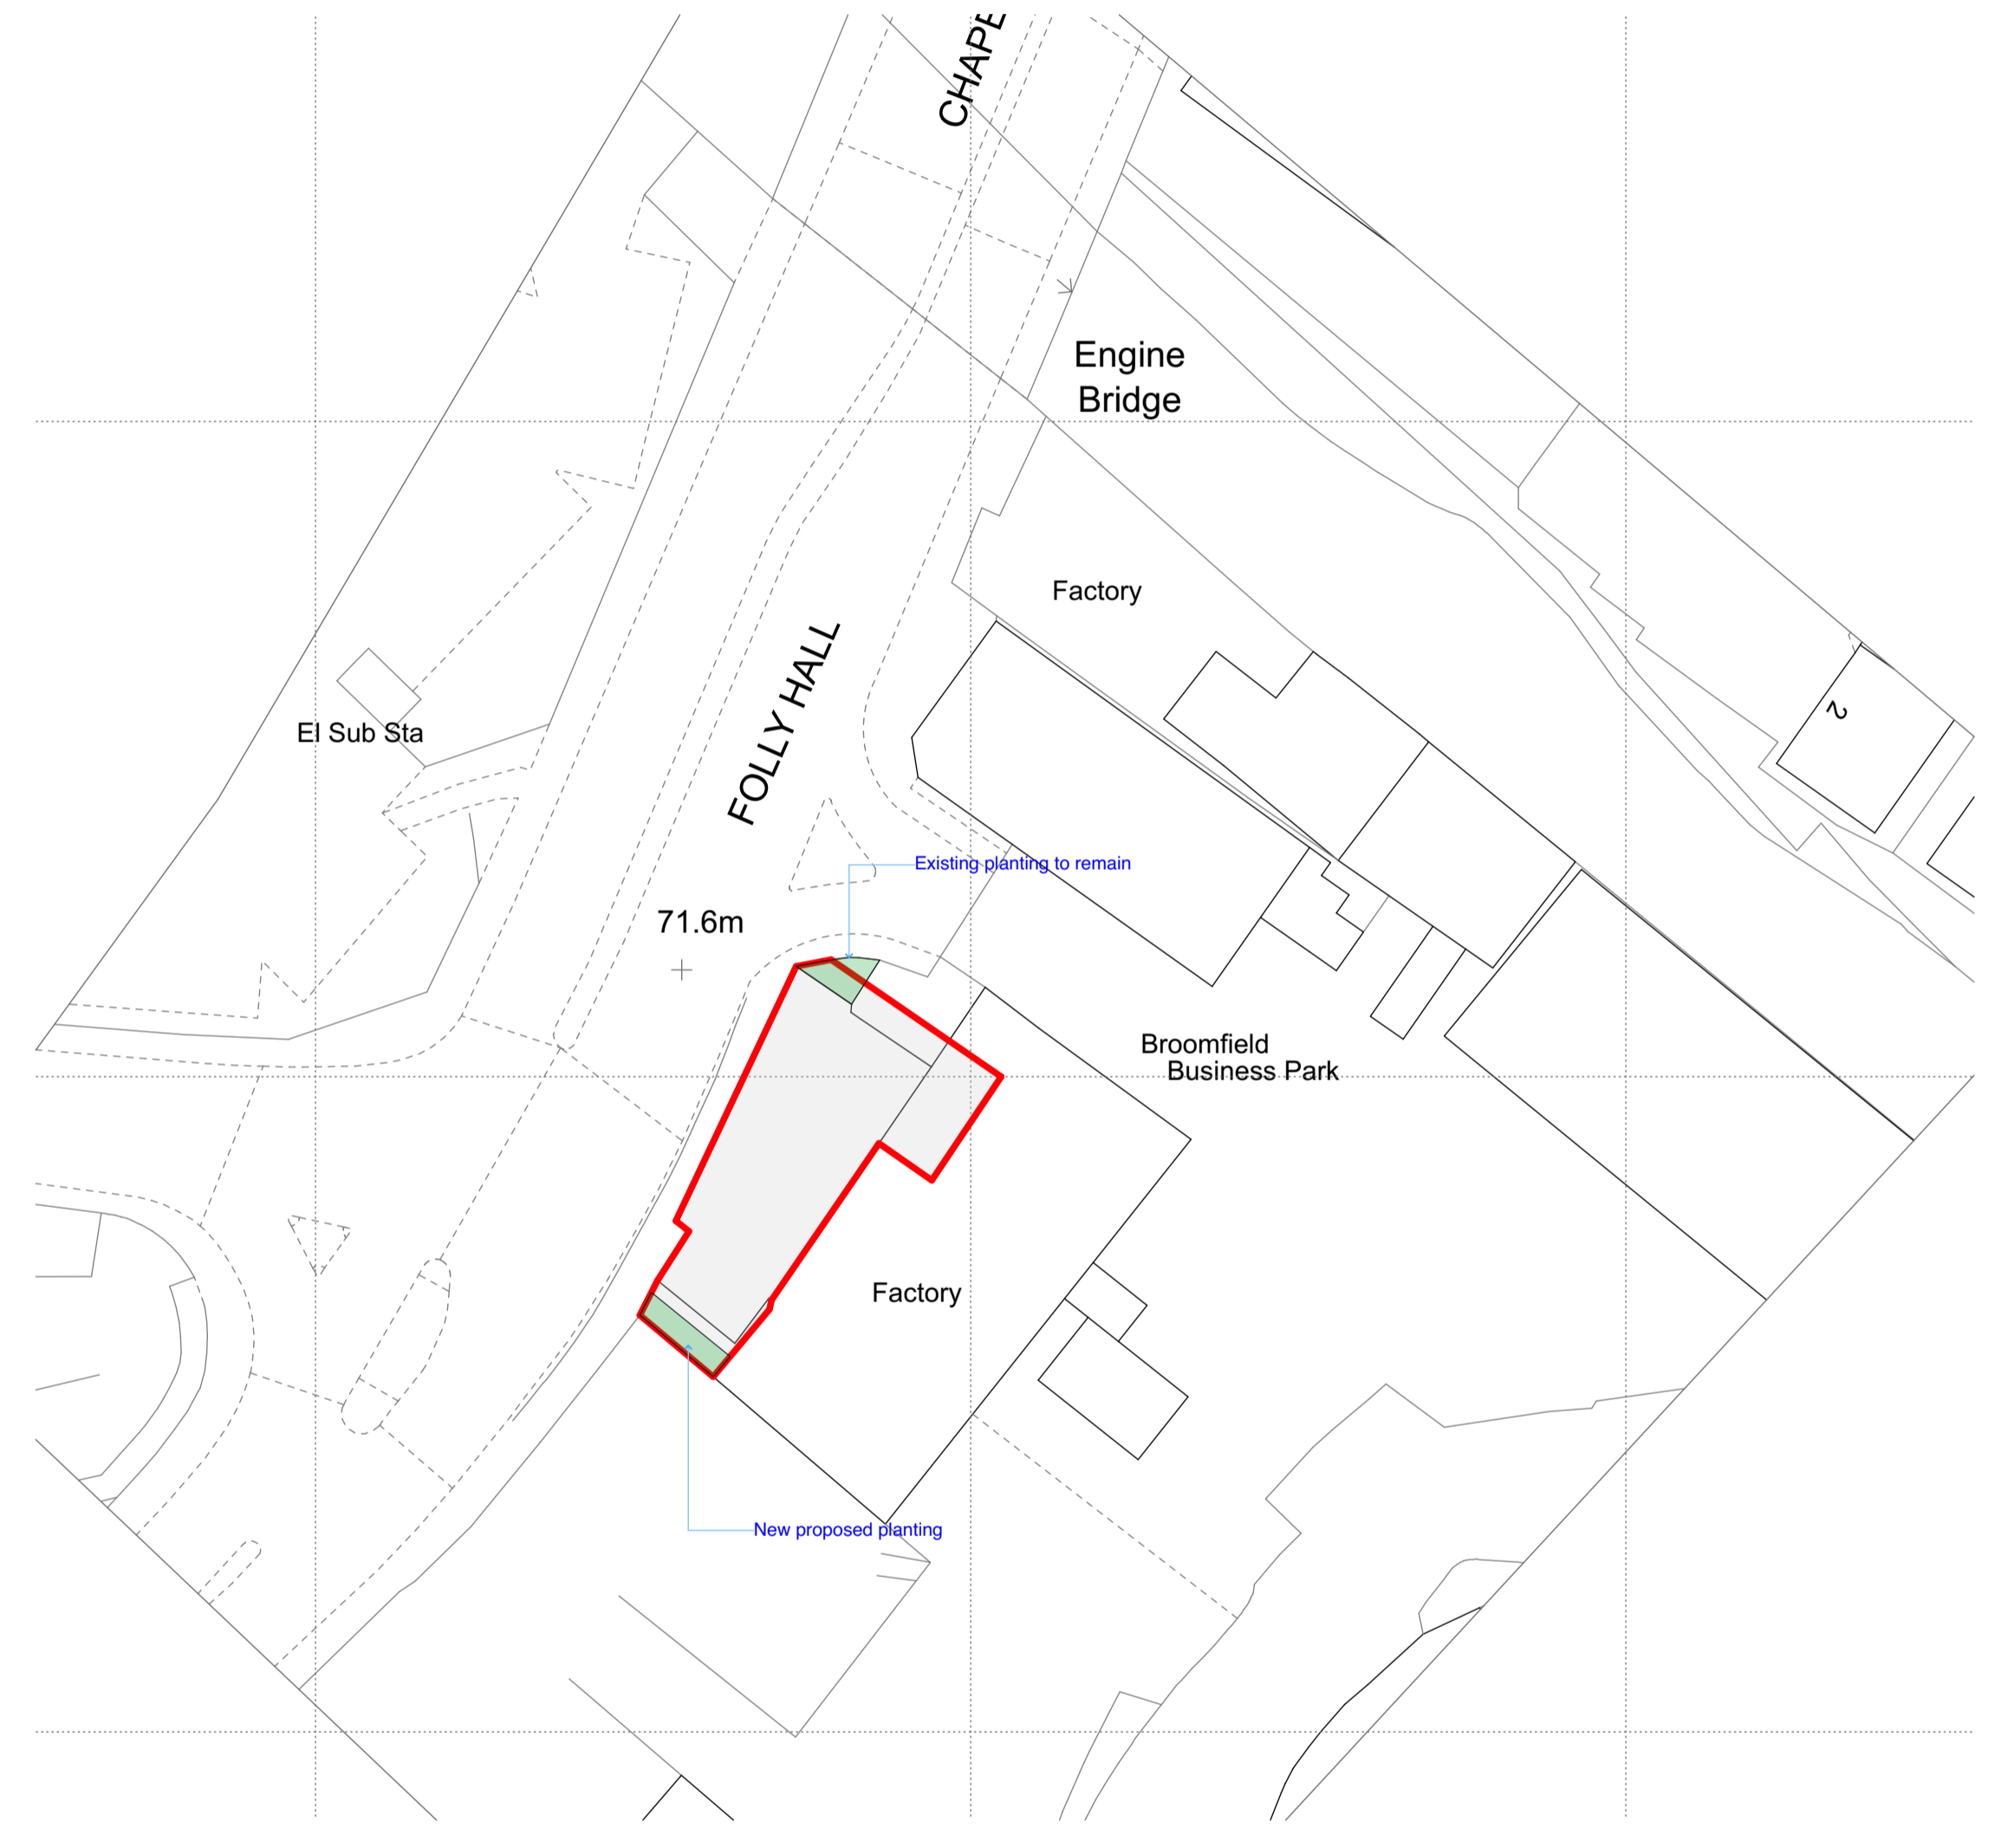 CHAPE
Engine
Bridge
Factory
FOLLY HALL
2
El Sub Sta
Existing planting to remain
71.6m
Broomfield
Business Park
Factory
New proposed planting